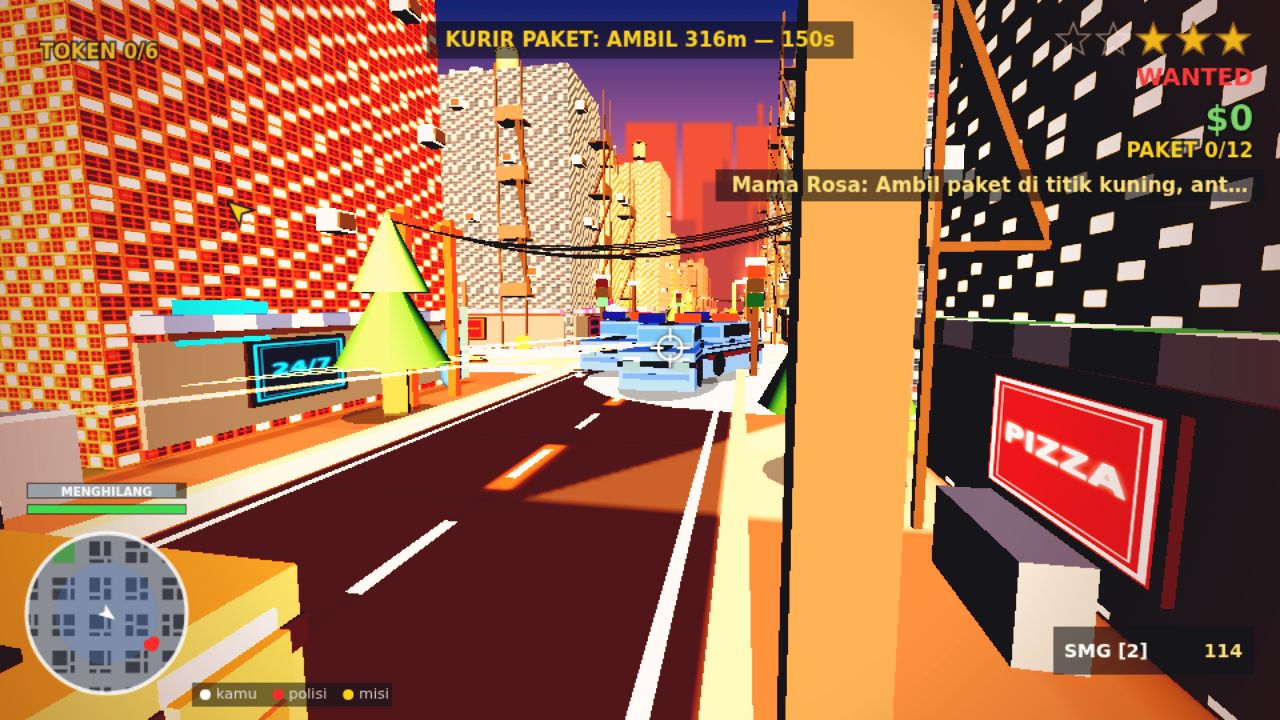 KURIR PAKET: AMBIL 316m — 150s
TOKEN 0/6
WANTED
$0
PAKET 0/12
Mama Rosa: Ambil paket di titik kuning, ant...
24/7
PIZZA
MENGHILANG
SMG [2] 114
kamu polisi misi